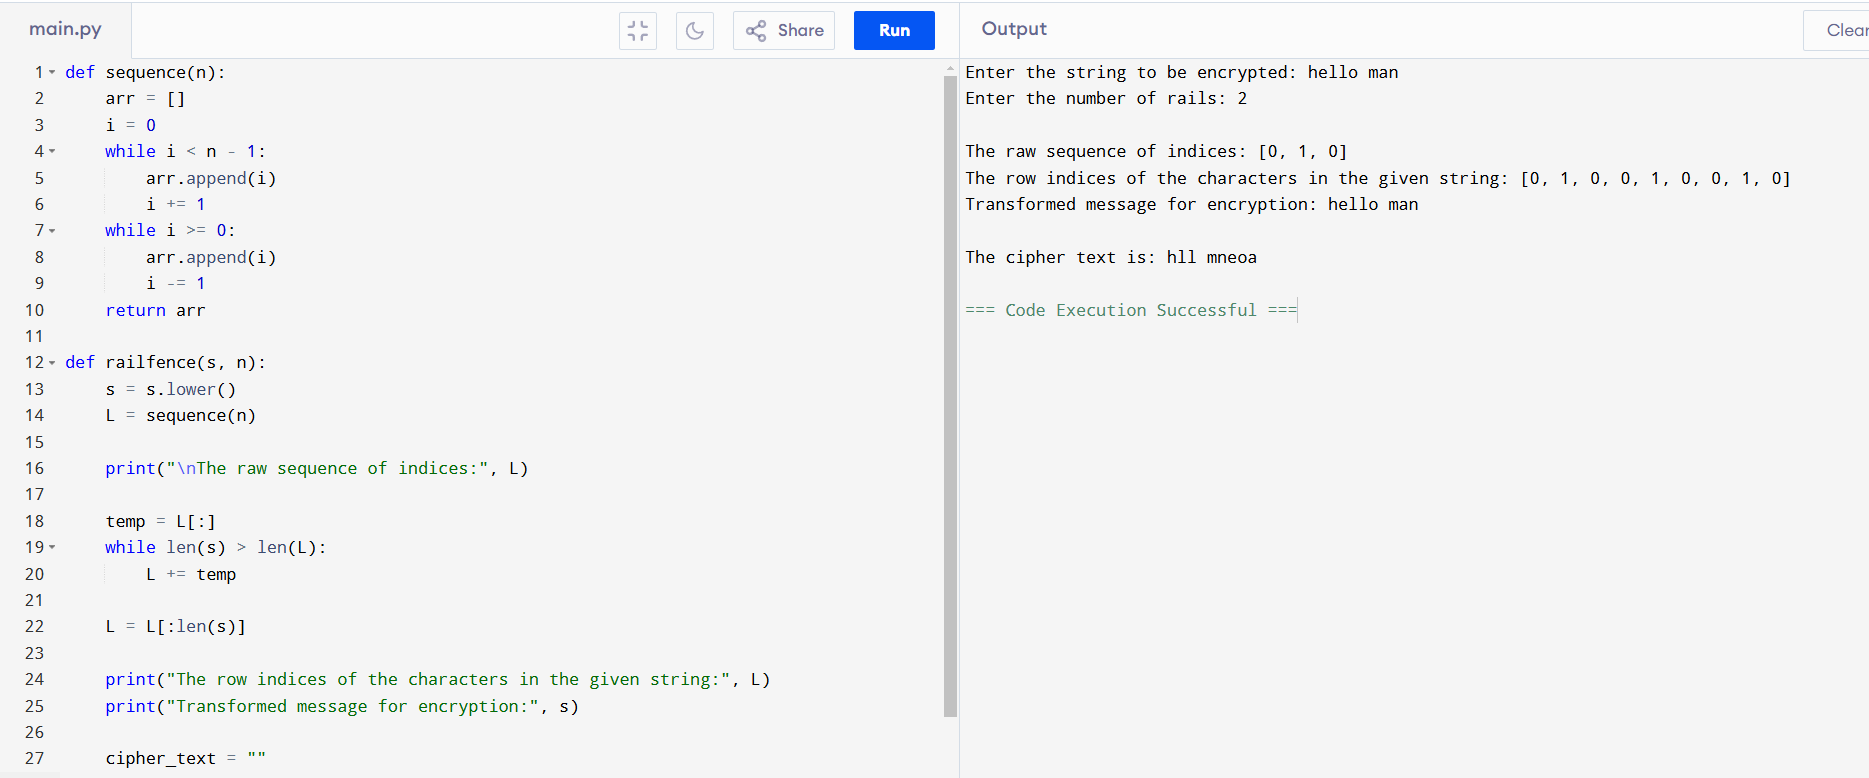 main.py
Share
Run
Output
Clear
1 def sequence(n):
2     arr = []
3     i = 0
4     while i < n - 1:
5         arr.append(i)
6         i += 1
7     while i >= 0:
8         arr.append(i)
9         i -= 1
10     return arr
11
12 def railfence(s, n):
13     s = s.lower()
14     L = sequence(n)
15
16     print("\nThe raw sequence of indices:", L)
17
18     temp = L[:]
19     while len(s) > len(L):
20         L += temp
21
22     L = L[:len(s)]
23
24     print("The row indices of the characters in the given string:", L)
25     print("Transformed message for encryption:", s)
26
27     cipher_text = ""
Enter the string to be encrypted: hello man
Enter the number of rails: 2
The raw sequence of indices: [0, 1, 0]
The row indices of the characters in the given string: [0, 1, 0, 0, 1, 0, 0, 1, 0]
Transformed message for encryption: hello man
The cipher text is: hll mneoa
=== Code Execution Successful ===